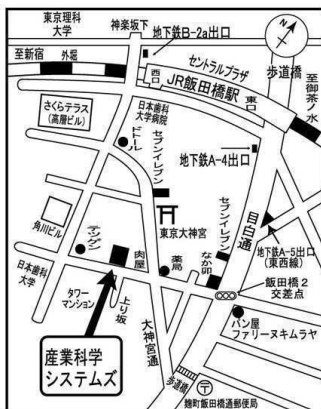 東京理科
大学
神楽坂下
地下鉄B-2a出口
N
至新宿
外堀
セントラルプラザ
西口
JR飯田橋駅
東口
歩道橋
至御茶ノ水
さくらテラス
(高層ビル)
日本歯科
大学病院
ドトール
セブンイレブン
地下鉄A-4出口
角川ビル
東京大神宮
セブンイレブン
目白通
デンゲン
肉屋
薬局
なか卯
地下鉄A-5出口
(東西線)
日本歯科
大学
タワー
マンション
上り坂
飯田橋2
交差点
大神宮通
パン屋
ファリーヌキムラヤ
産業科学
システムズ
歩道橋
〒
麹町飯田橋通郵便局